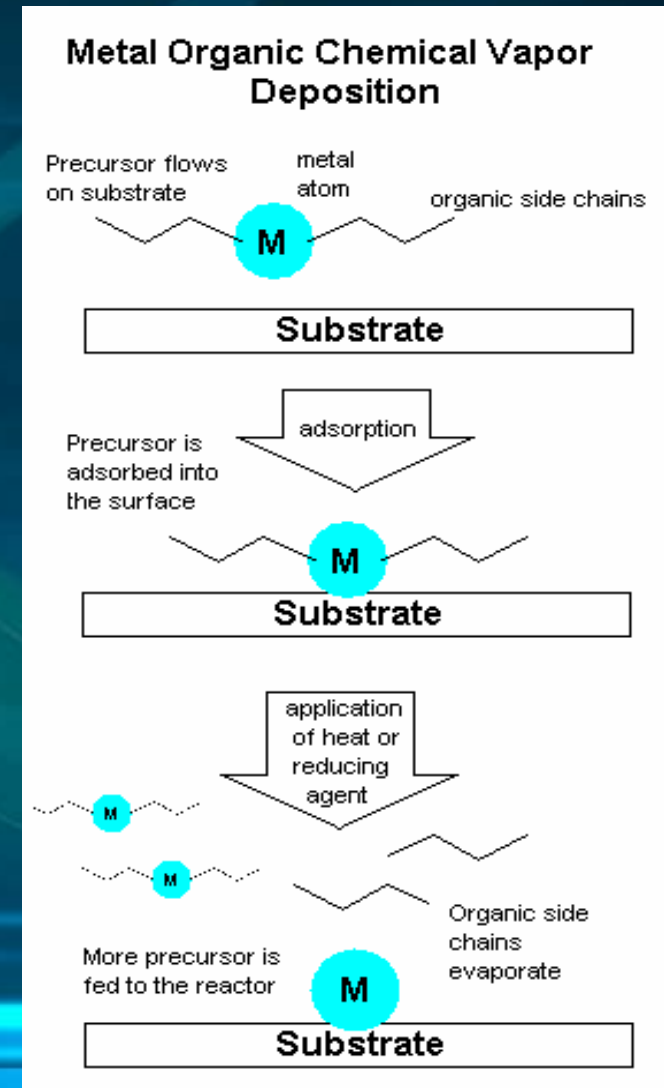 Metal Organic Chemical Vapor
Deposition
Precursor flows
on substrate
metal
atom
organic side chains
M
Substrate
adsorption
Precursor is
adsorbed into
the surface
M
Substrate
application
of heat or
reducing
agent
M
M
Organic side
chains
evaporate
More precursor is
fed to the reactor
M
Substrate